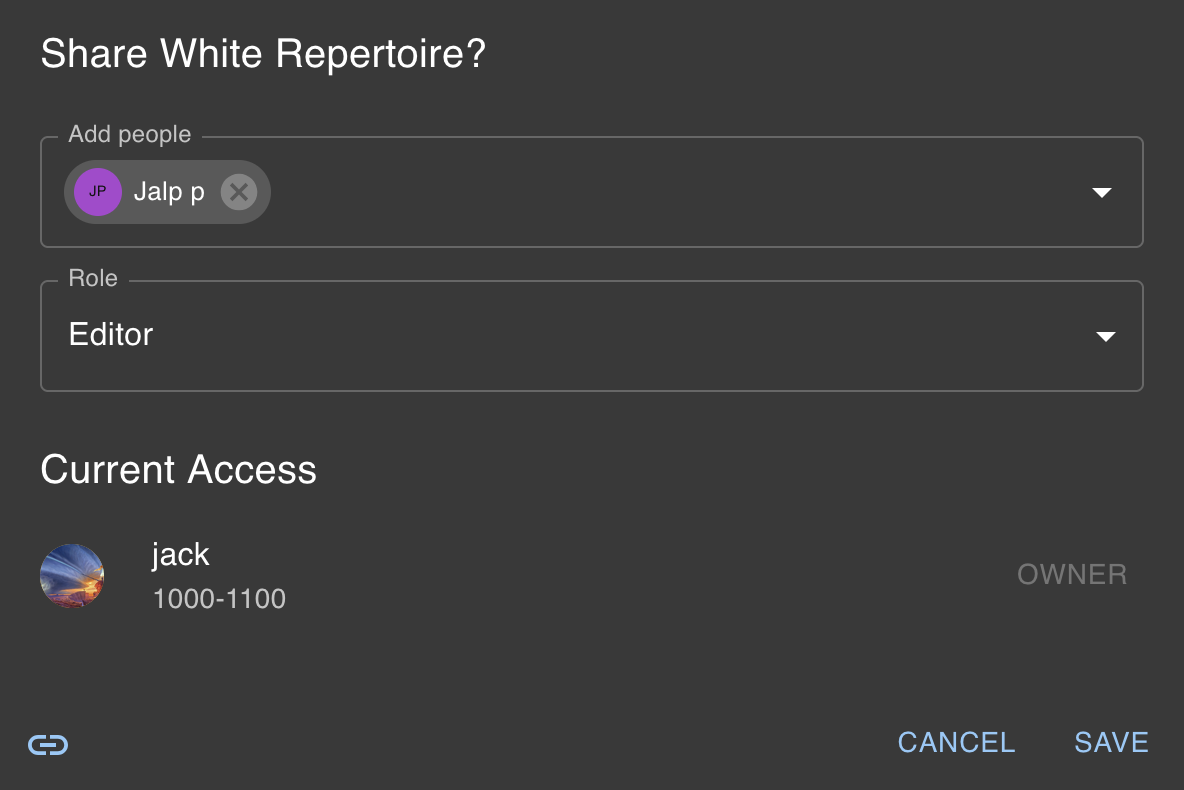 Share White Repertoire?
Add people
JP Jalp p
Role
Editor
Current Access
jack
1000-1100
OWNER
CANCEL SAVE